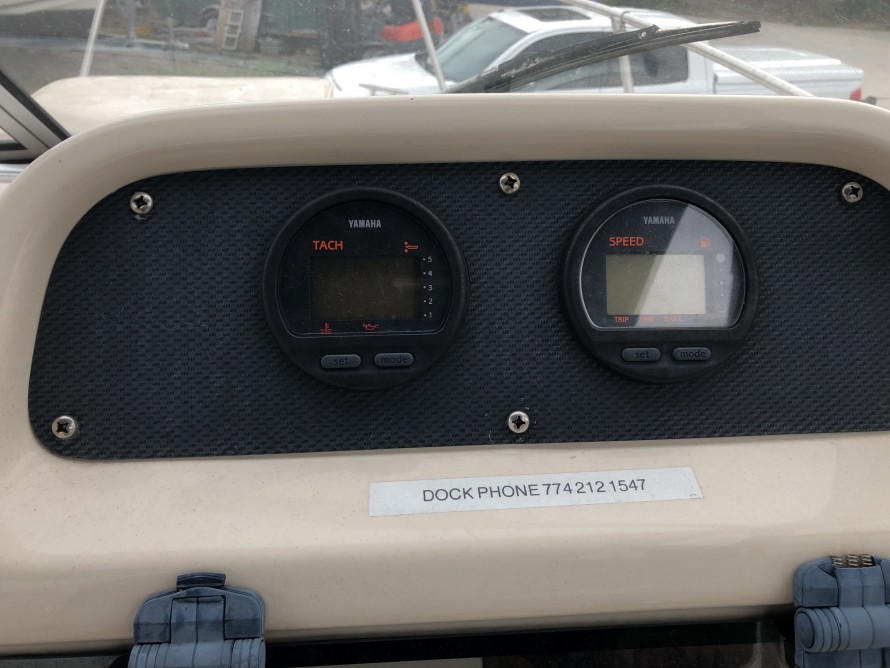 YAMAHA
TACH
5
4
3
2
1
set mode
YAMAHA
SPEED
TRIP
set mode
DOCK PHONE 774 212 1547